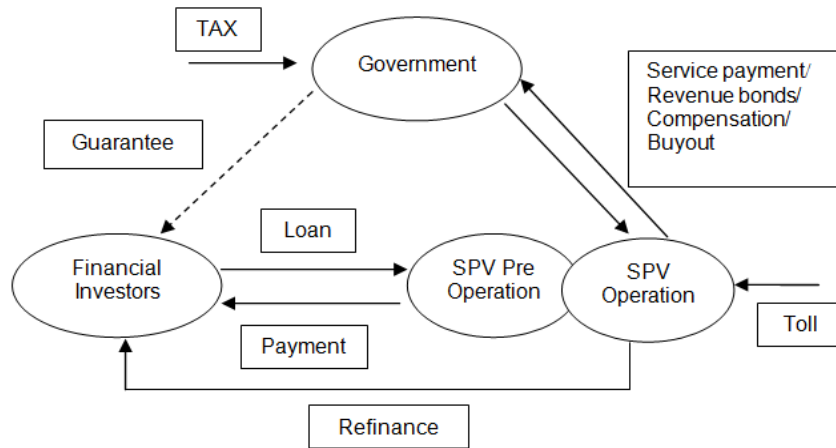 TAX
Government
Service payment/
Revenue bonds/
Compensation/
Buyout
Guarantee
Loan
Financial
Investors
SPV Pre
Operation
SPV
Operation
Payment
Toll
Refinance